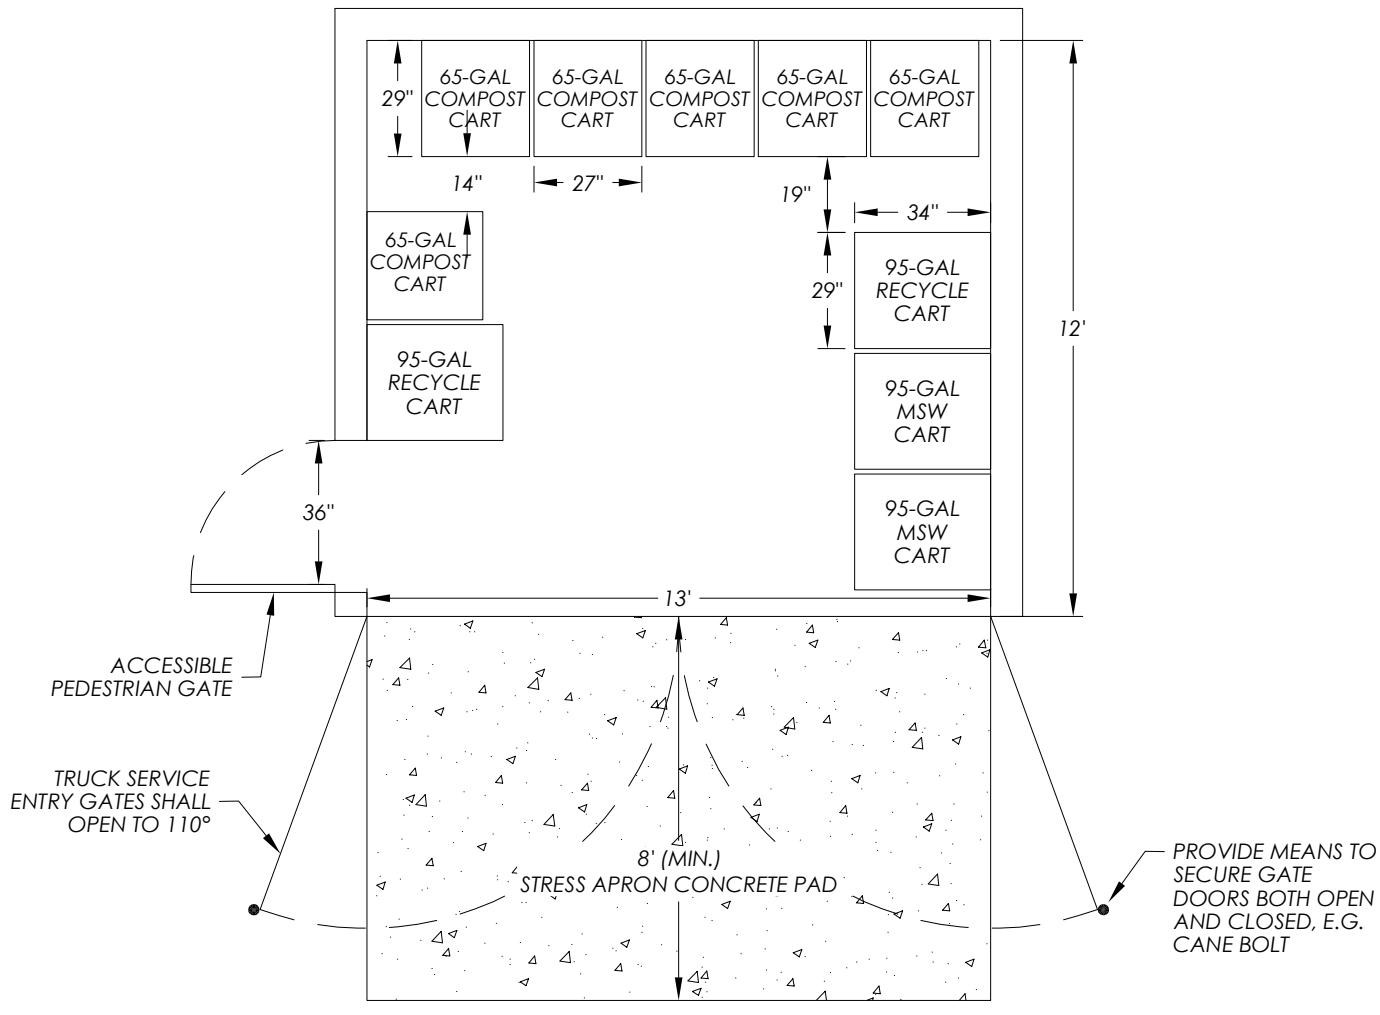 65-GAL
COMPOST
CART
65-GAL
COMPOST
CART
65-GAL
COMPOST
CART
65-GAL
COMPOST
CART
65-GAL
COMPOST
CART
29"
14"
27"
19"
34"
65-GAL
COMPOST
CART
95-GAL
RECYCLE
CART
29"
12'
95-GAL
RECYCLE
CART
95-GAL
MSW
CART
36"
95-GAL
MSW
CART
13'
ACCESSIBLE
PEDESTRIAN GATE
TRUCK SERVICE
ENTRY GATES SHALL
OPEN TO 110°
8' (MIN.)
STRESS APRON CONCRETE PAD
PROVIDE MEANS TO
SECURE GATE
DOORS BOTH OPEN
AND CLOSED, E.G.
CANE BOLT